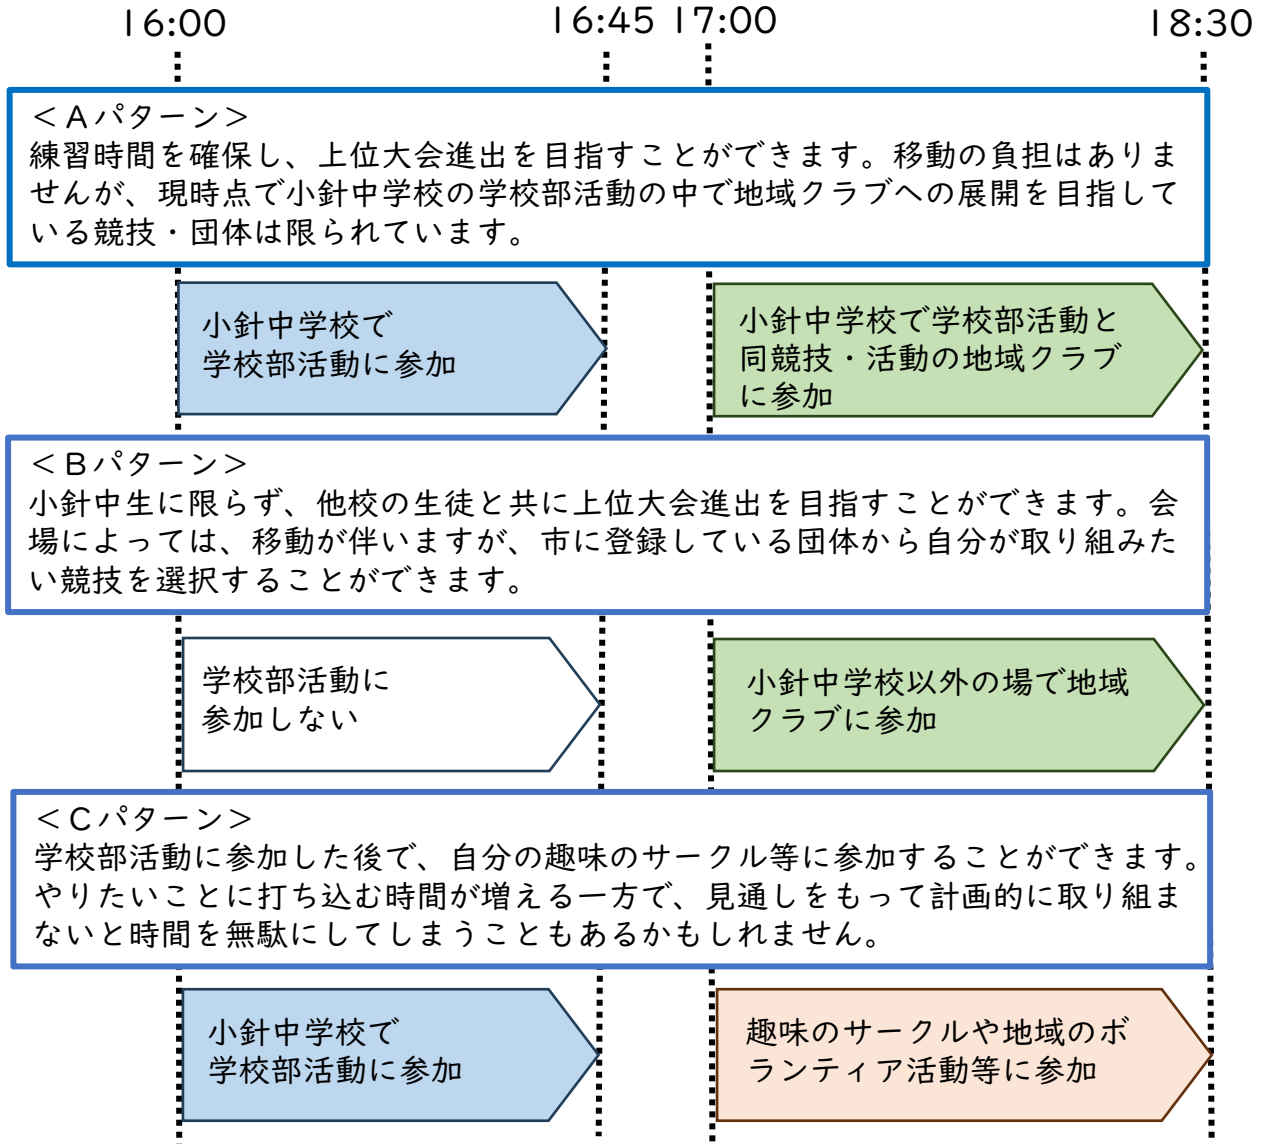 16:00 16:45 17:00 18:30
＜Aパターン＞
練習時間を確保し、上位大会進出を目指すことができます。移動の負担はありま
せんが、現時点で小針中学校の学校部活動の中で地域クラブへの展開を目指して
いる競技・団体は限られています。
小針中学校で
学校部活動に参加
小針中学校で学校部活動と
同競技・活動の地域クラブ
に参加
＜Bパターン＞
小針中生に限らず、他校の生徒と共に上位大会進出を目指すことができます。会
場によっては、移動が伴いますが、市に登録している団体から自分が取り組みた
い競技を選択することができます。
学校部活動に
参加しない
小針中学校以外の場で地域
クラブに参加
＜Cパターン＞
学校部活動に参加した後で、自分の趣味のサークル等に参加することができます。
やりたいことに打ち込む時間が増える一方で、見通しをもって計画的に取り組ま
ないと時間を無駄にしてしまうこともあるかもしれません。
小針中学校で
学校部活動に参加
趣味のサークルや地域のボ
ランティア活動等に参加